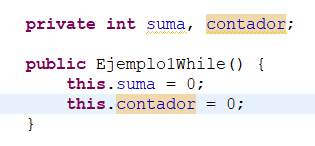 private int suma, contador;
public Ejemplo1While() {
this.suma = 0;
this.contador = 0;
}